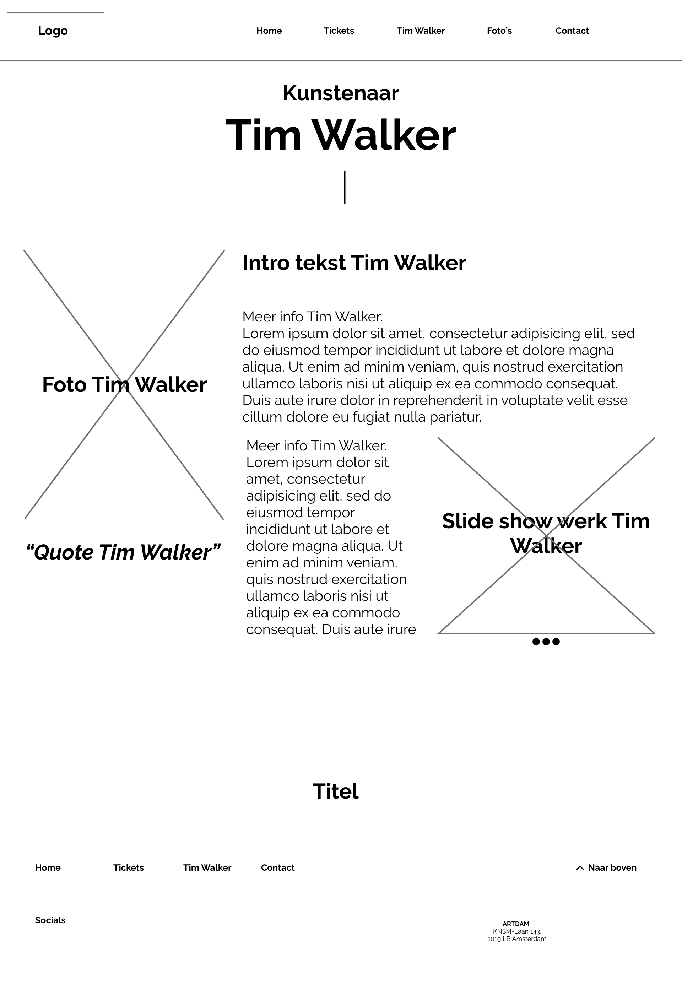 Logo
Home
Tickets
Tim Walker
Foto’s
Contact
Kunstenaar
Tim Walker
Foto Tim Walker
“Quote Tim Walker”
Intro tekst Tim Walker
Meer info Tim Walker.
Lorem ipsum dolor sit amet, consectetur adipisicing elit, sed
do eiusmod tempor incididunt ut labore et dolore magna
aliqua. Ut enim ad minim veniam, quis nostrud exercitation
ullamco laboris nisi ut aliquip ex ea commodo consequat.
Duis aute irure dolor in reprehenderit in voluptate velit esse
cillum dolore eu fugiat nulla pariatur.
Meer info Tim Walker.
Lorem ipsum dolor sit
amet, consectetur
adipisicing elit, sed do
eiusmod tempor
incididunt ut labore et
dolore magna aliqua. Ut
enim ad minim veniam,
quis nostrud exercitation
ullamco laboris nisi ut
aliquip ex ea commodo
consequat. Duis aute irure
Slide show werk Tim
Walker
Titel
Home
Tickets
Tim Walker
Contact
Naar boven
Socials
ARTDAM
KNSM-Laan 143,
1019 LB Amsterdam